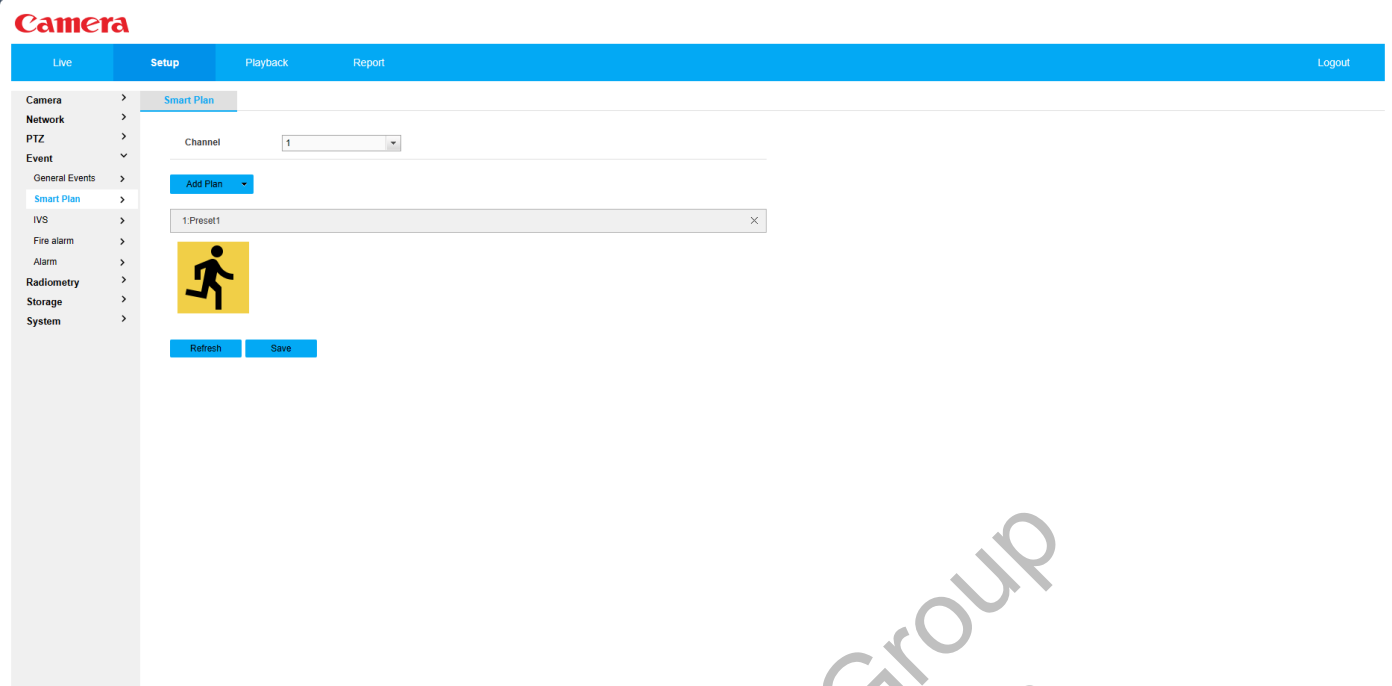 Camera
Live Setup Playback Report Logout
Camera
Network
PTZ
Event
General Events
Smart Plan
IVS
Fire alarm
Alarm
Radiometry
Storage
System
Smart Plan
Channel 1
Add Plan
1:Preset1
Refresh Save
Group